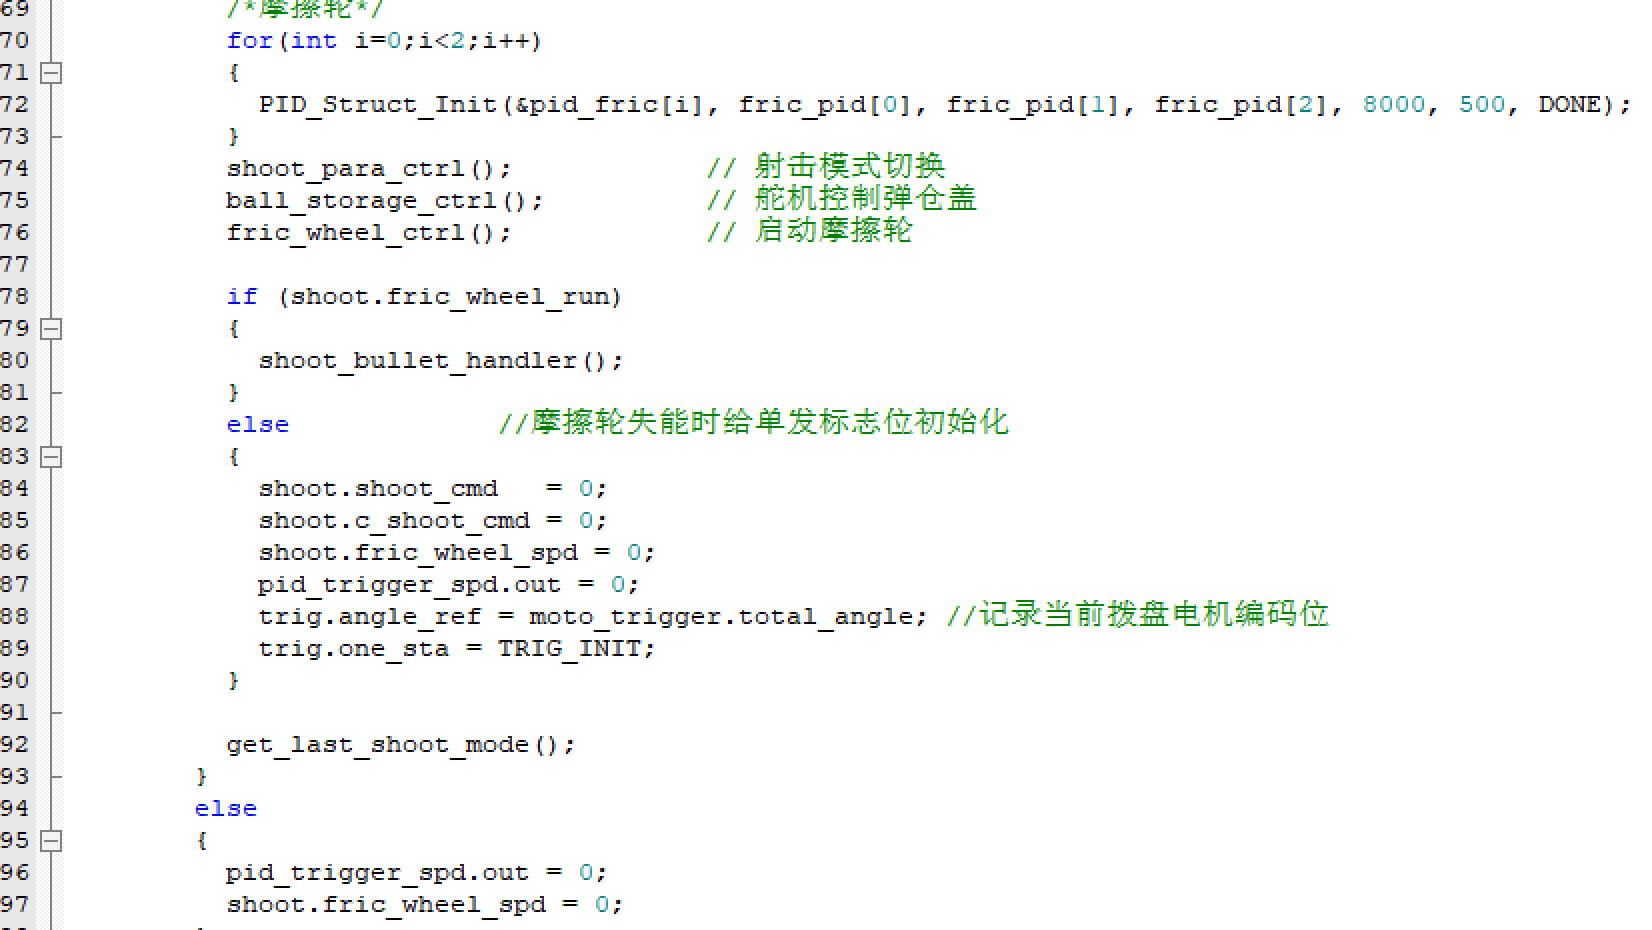 69 /*摩擦轮*/
70 for(int i=0;i<2;i++)
71 {
72 PID_Struct_Init(&pid_fric[i], fric_pid[0], fric_pid[1], fric_pid[2], 8000, 500, DONE);
73 }
74 shoot_para_ctrl(); // 射击模式切换
75 ball_storage_ctrl(); // 舵机控制弹仓盖
76 fric_wheel_ctrl(); // 启动摩擦轮
77
78 if (shoot.fric_wheel_run)
79 {
80 shoot_bullet_handler();
81 }
82 else //摩擦轮失能时给单发标志位初始化
83 {
84 shoot.shoot_cmd = 0;
85 shoot.c_shoot_cmd = 0;
86 shoot.fric_wheel_spd = 0;
87 pid_trigger_spd.out = 0;
88 trig.angle_ref = moto_trigger.total_angle; //记录当前拨盘电机编码位
89 trig.one_sta = TRIG_INIT;
90 }
91
92 get_last_shoot_mode();
93 }
94 else
95 {
96 pid_trigger_spd.out = 0;
97 shoot.fric_wheel_spd = 0;